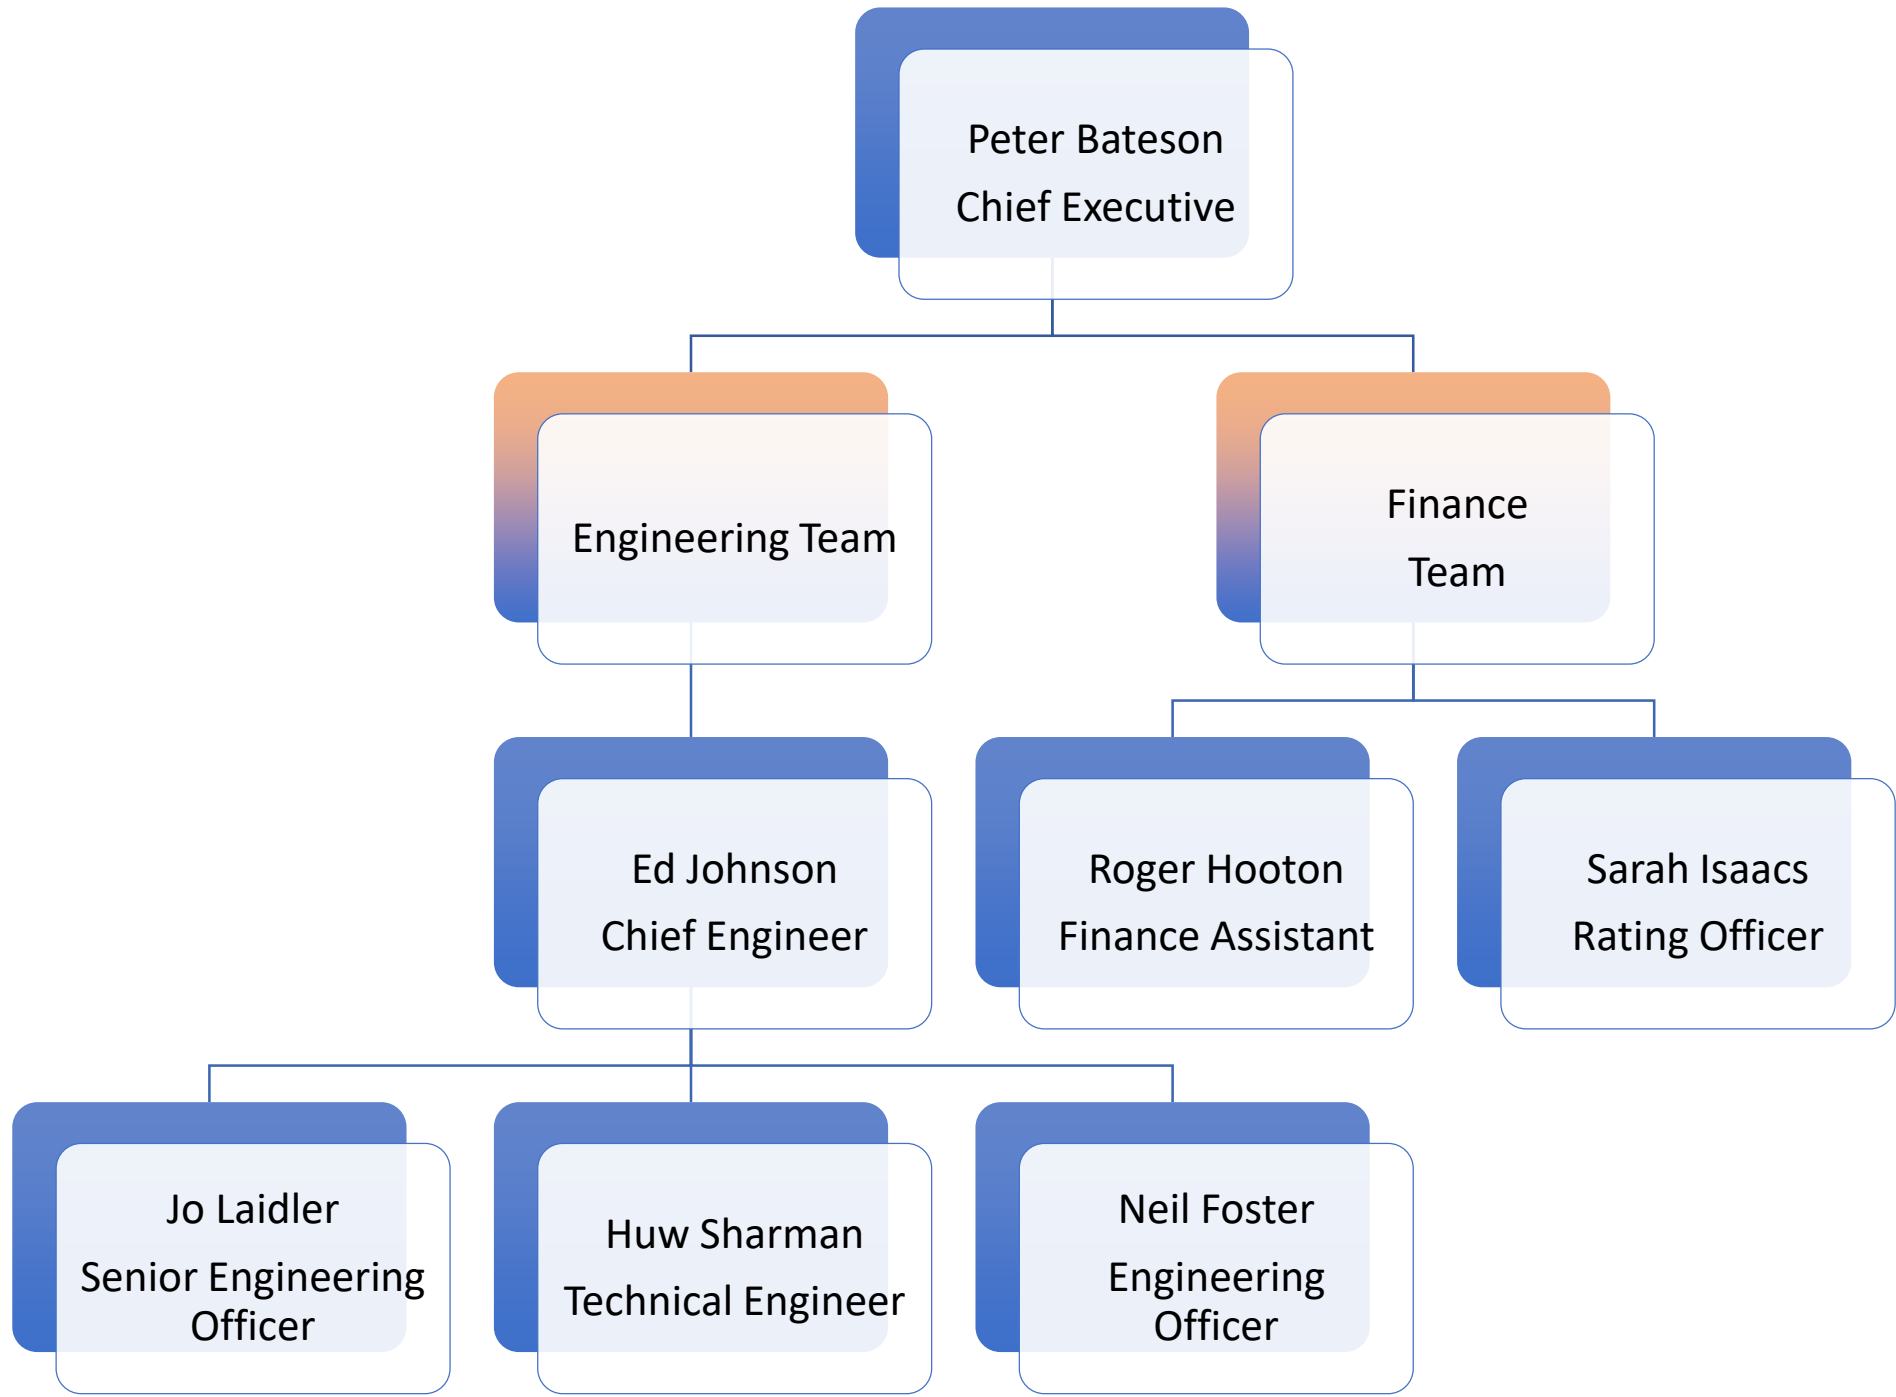 Peter Bateson
Chief Executive
Engineering Team
Finance
Team
Ed Johnson
Chief Engineer
Roger Hooton
Finance Assistant
Sarah Isaacs
Rating Officer
Jo Laidler
Senior Engineering
Officer
Huw Sharman
Technical Engineer
Neil Foster
Engineering
Officer